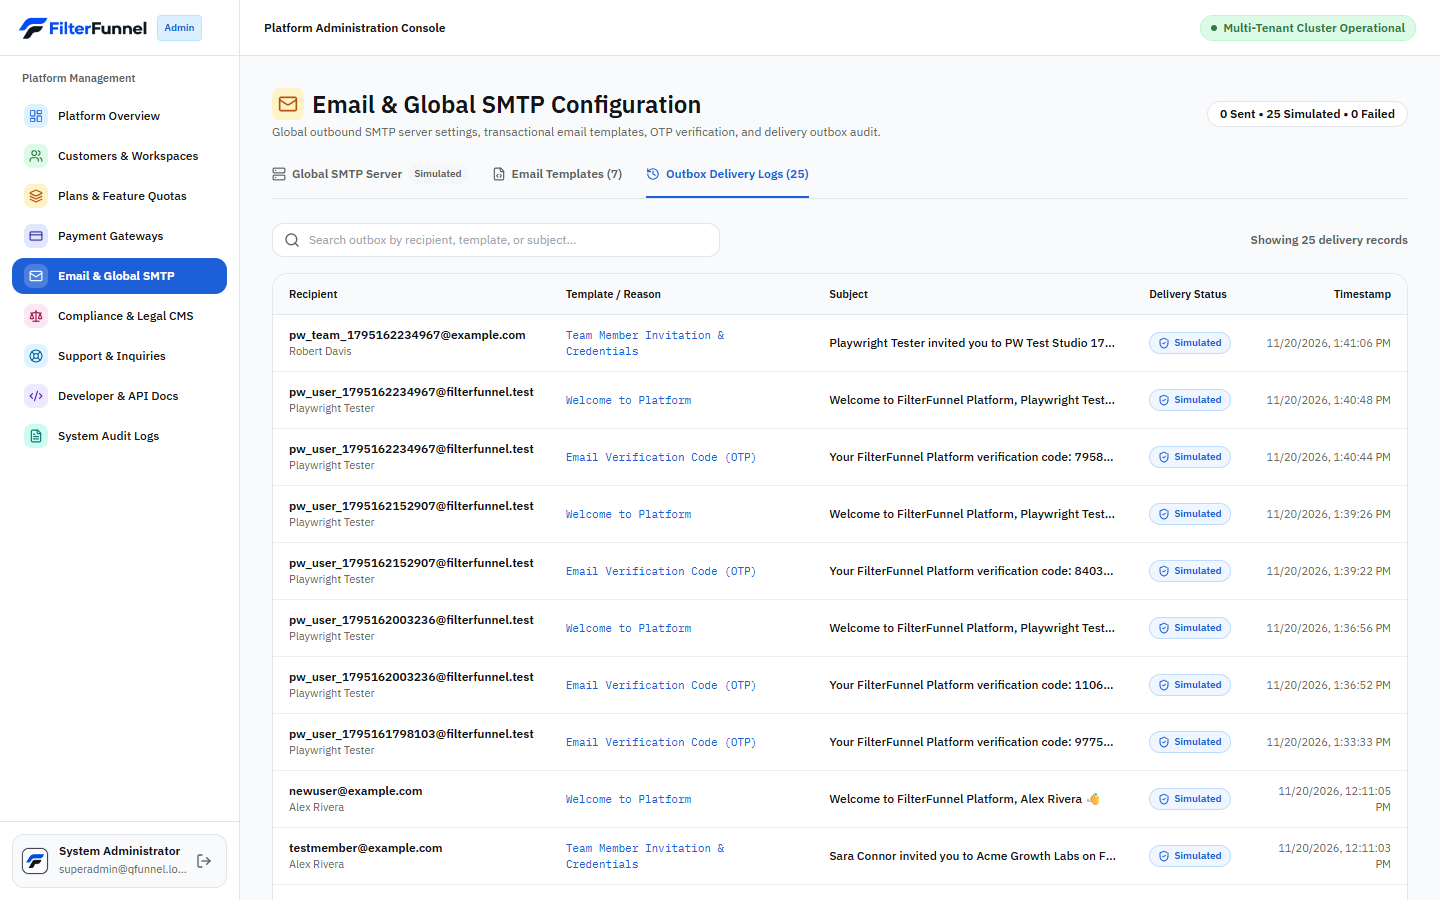 FilterFunnel Admin
Platform Administration Console
Multi-Tenant Cluster Operational
Platform Management
Platform Overview
Customers & Workspaces
Plans & Feature Quotas
Payment Gateways
Email & Global SMTP
Compliance & Legal CMS
Support & Inquiries
Developer & API Docs
System Audit Logs
System Administrator
superadmin@qfunnel.lo...
Email & Global SMTP Configuration
Global outbound SMTP server settings, transactional email templates, OTP verification, and delivery outbox audit.
0 Sent • 25 Simulated • 0 Failed
Global SMTP Server Simulated Email Templates (7) Outbox Delivery Logs (25)
Search outbox by recipient, template, or subject...
Showing 25 delivery records
Recipient Template / Reason Subject Delivery Status Timestamp
pw_team_1795162234967@example.com
Robert Davis
Team Member Invitation &
Credentials
Playwright Tester invited you to PW Test Studio 17...
Simulated
11/20/2026, 1:41:06 PM
pw_user_1795162234967@filterfunnel.test
Playwright Tester
Welcome to Platform
Welcome to FilterFunnel Platform, Playwright Test...
Simulated
11/20/2026, 1:40:48 PM
pw_user_1795162234967@filterfunnel.test
Playwright Tester
Email Verification Code (OTP)
Your FilterFunnel Platform verification code: 7958...
Simulated
11/20/2026, 1:40:44 PM
pw_user_1795162152907@filterfunnel.test
Playwright Tester
Welcome to Platform
Welcome to FilterFunnel Platform, Playwright Test...
Simulated
11/20/2026, 1:39:26 PM
pw_user_1795162152907@filterfunnel.test
Playwright Tester
Email Verification Code (OTP)
Your FilterFunnel Platform verification code: 8403...
Simulated
11/20/2026, 1:39:22 PM
pw_user_1795162003236@filterfunnel.test
Playwright Tester
Welcome to Platform
Welcome to FilterFunnel Platform, Playwright Test...
Simulated
11/20/2026, 1:36:56 PM
pw_user_1795162003236@filterfunnel.test
Playwright Tester
Email Verification Code (OTP)
Your FilterFunnel Platform verification code: 1106...
Simulated
11/20/2026, 1:36:52 PM
pw_user_1795161798103@filterfunnel.test
Playwright Tester
Email Verification Code (OTP)
Your FilterFunnel Platform verification code: 9775...
Simulated
11/20/2026, 1:33:33 PM
newuser@example.com
Alex Rivera
Welcome to Platform
Welcome to FilterFunnel Platform, Alex Rivera 👋
Simulated
11/20/2026, 12:11:05
PM
testmember@example.com
Alex Rivera
Team Member Invitation &
Credentials
Sara Connor invited you to Acme Growth Labs on F...
Simulated
11/20/2026, 12:11:03
PM